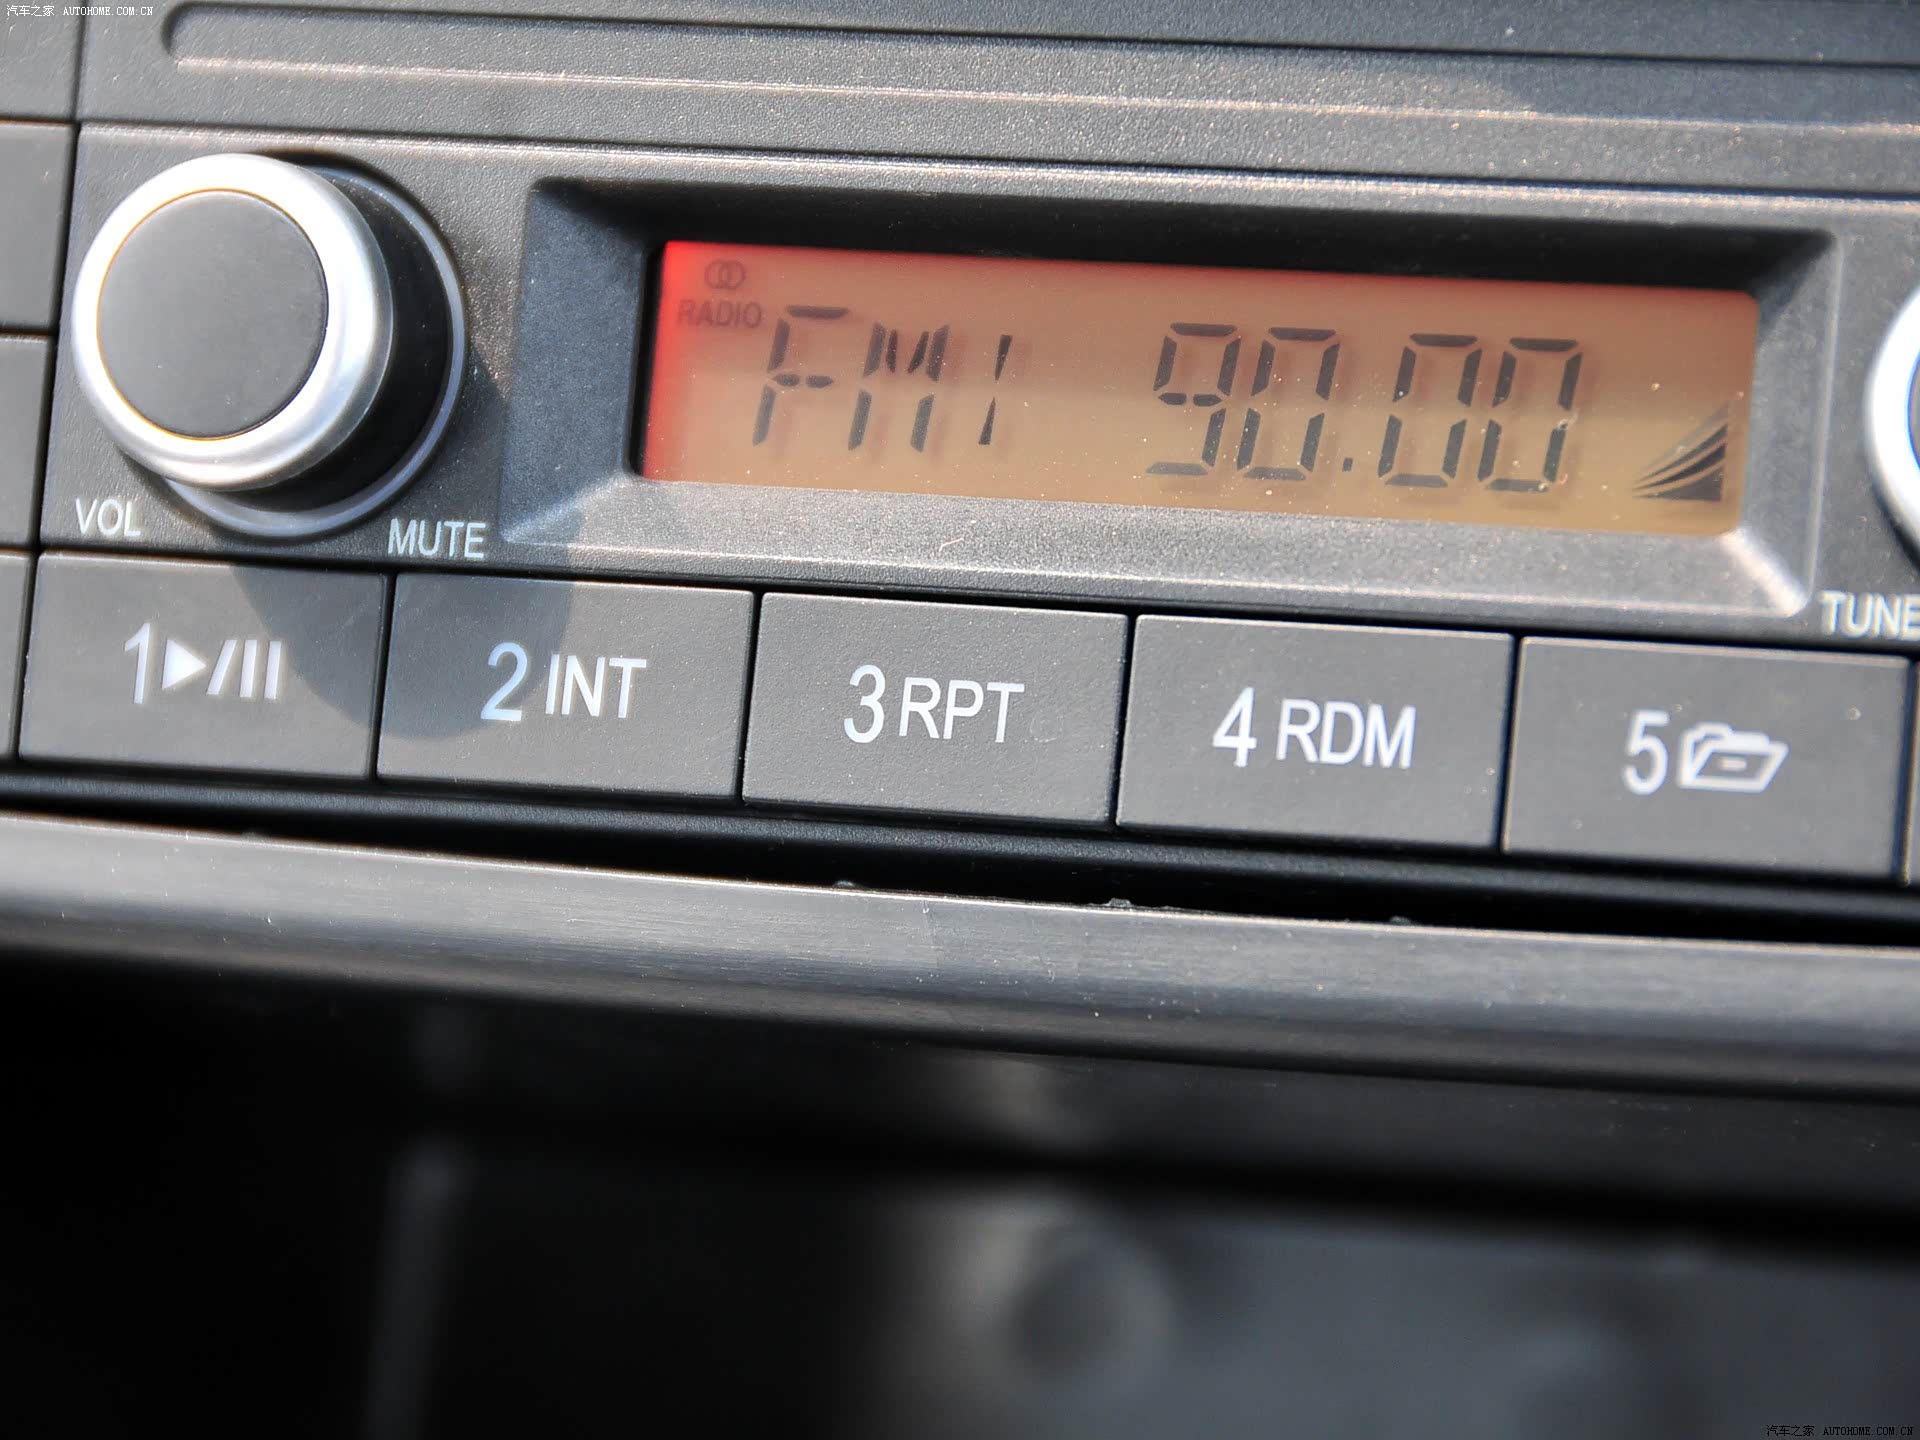 汽车之家 AUTOHOME.COM.CN
RADIO
FM1 90.00
VOL
MUTE
TUNE
1
2 INT
3 RPT
4 RDM
5
汽车之家 AUTOHOME.COM.CN